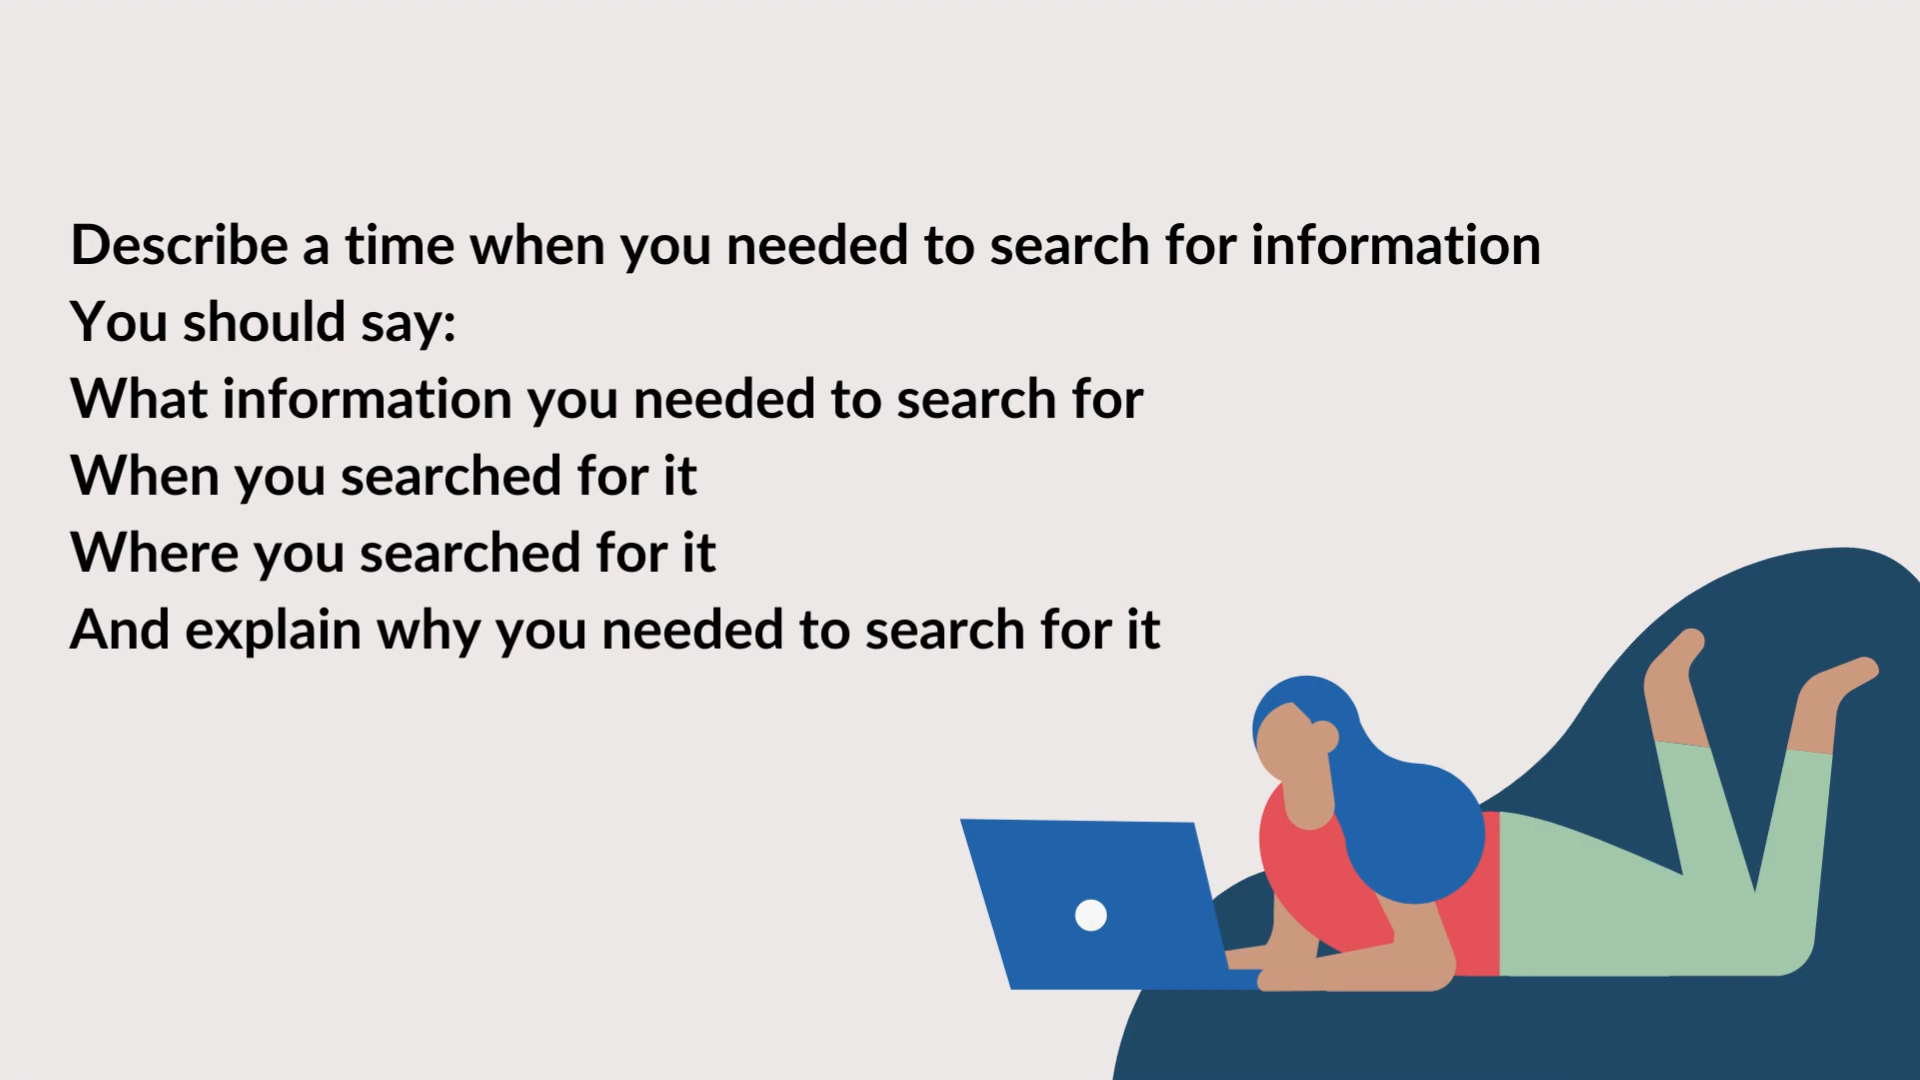 Describe a time when you needed to search for information
You should say:
What information you needed to search for
When you searched for it
Where you searched for it
And explain why you needed to search for it